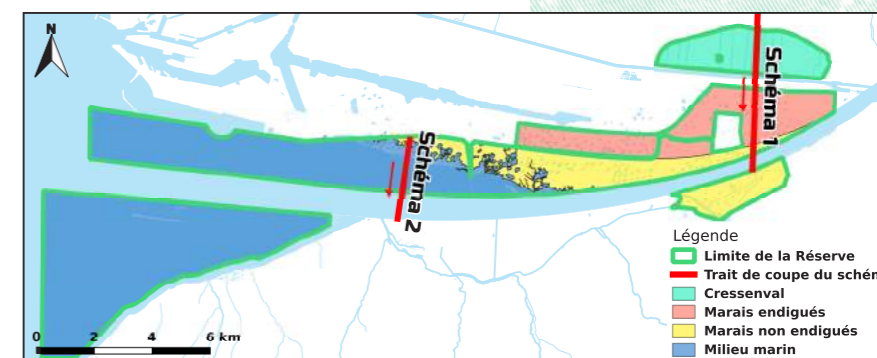 N
Schéma 1
Schéma 2
Légende
Limite de la Réserve
Trait de coupe du schén
Cressenval
Marais endigués
Marais non endigués
Milieu marin
0 2 4 6 km